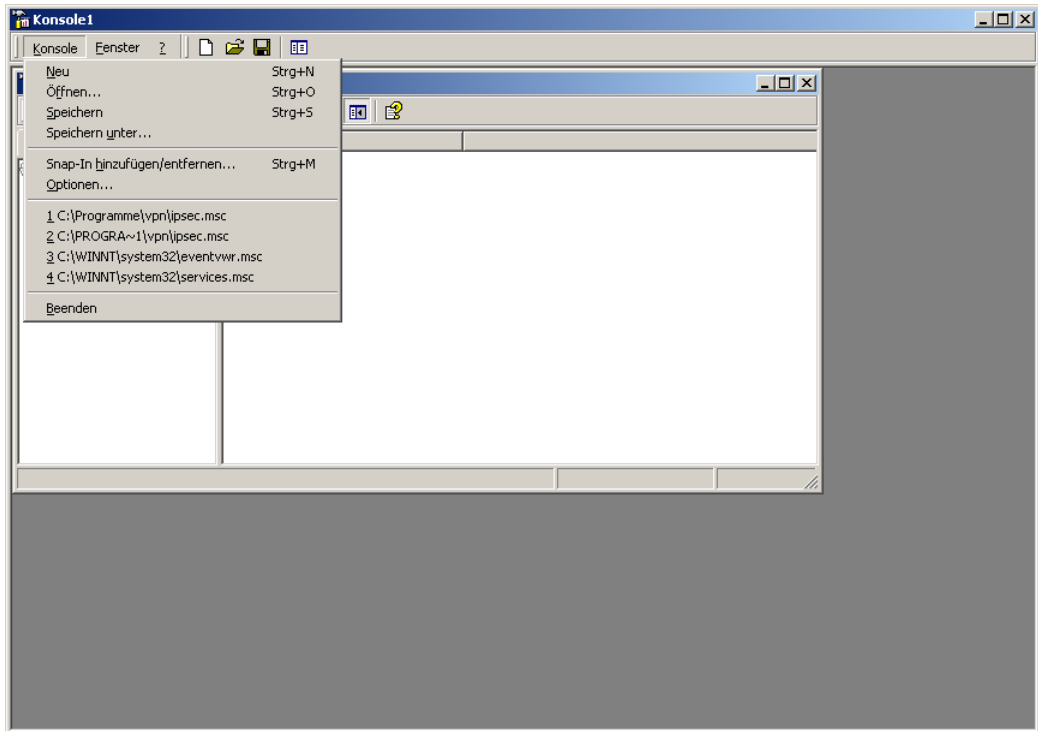 Konsole1
Konsole Fenster ?
Neu Strg+N
Öffnen... Strg+O
Speichern Strg+S
Speichern unter...
Snap-In hinzufügen/entfernen... Strg+M
Optionen...
1 C:\Programme\vpn\ipsec.msc
2 C:\PROGRA~1\vpn\ipsec.msc
3 C:\WINNT\system32\eventvwr.msc
4 C:\WINNT\system32\services.msc
Beenden